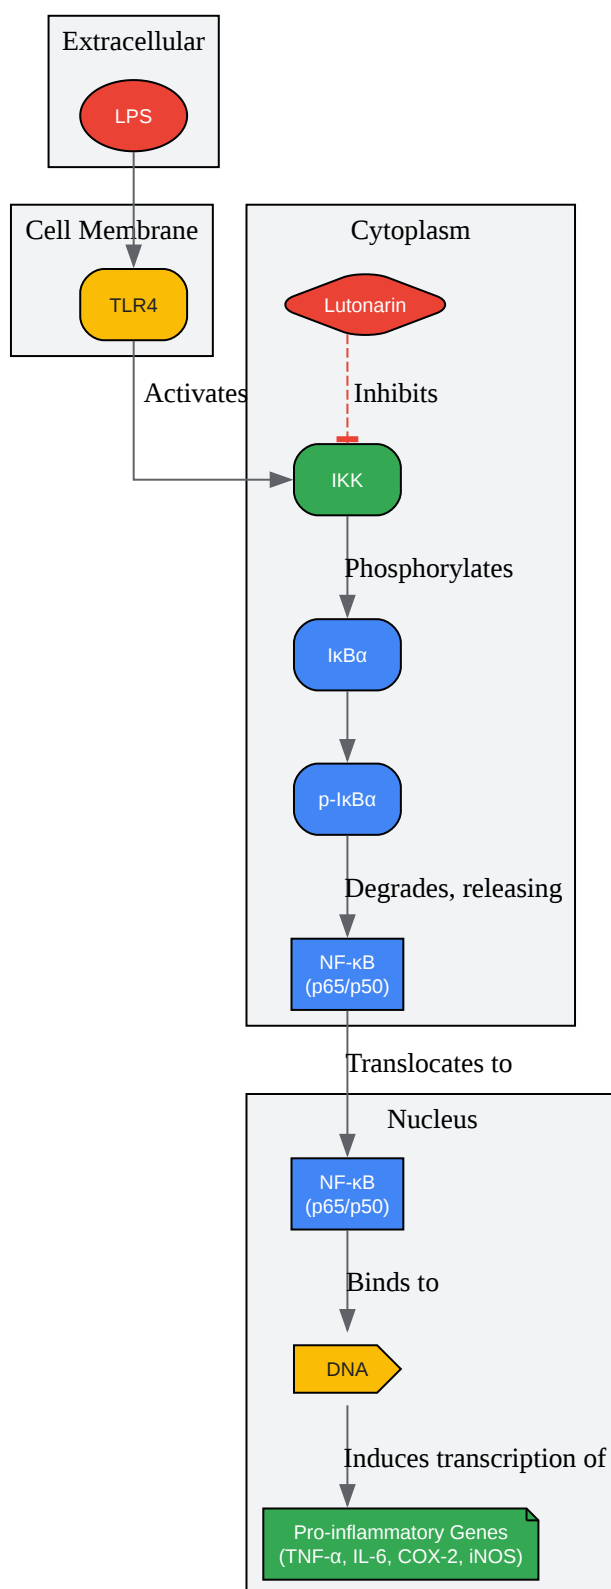 Extracellular
LPS
Cell Membrane
TLR4
Activates
Cytoplasm
Lutonarin
Inhibits
IKK
Phosphorylates
IκBα
p-IκBα
Degrades, releasing
NF-κB
(p65/p50)
Translocates to
Nucleus
NF-κB
(p65/p50)
Binds to
DNA
Induces transcription of
Pro-inflammatory Genes
(TNF-α, IL-6, COX-2, iNOS)